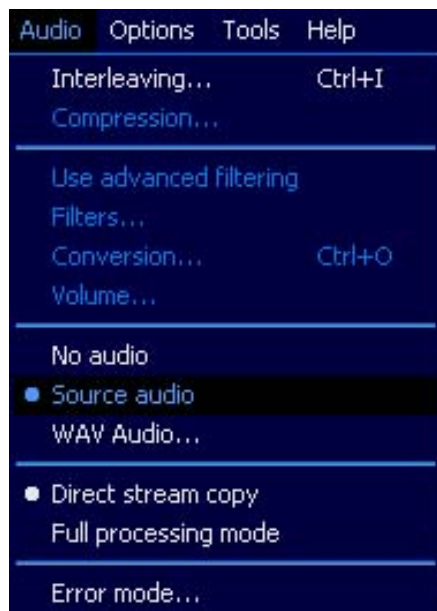 Audio Options Tools Help
Interleaving... Ctrl+I
Compression...
Use advanced filtering
Filters...
Conversion... Ctrl+O
Volume...
No audio
Source audio
WAV Audio...
Direct stream copy
Full processing mode
Error mode...